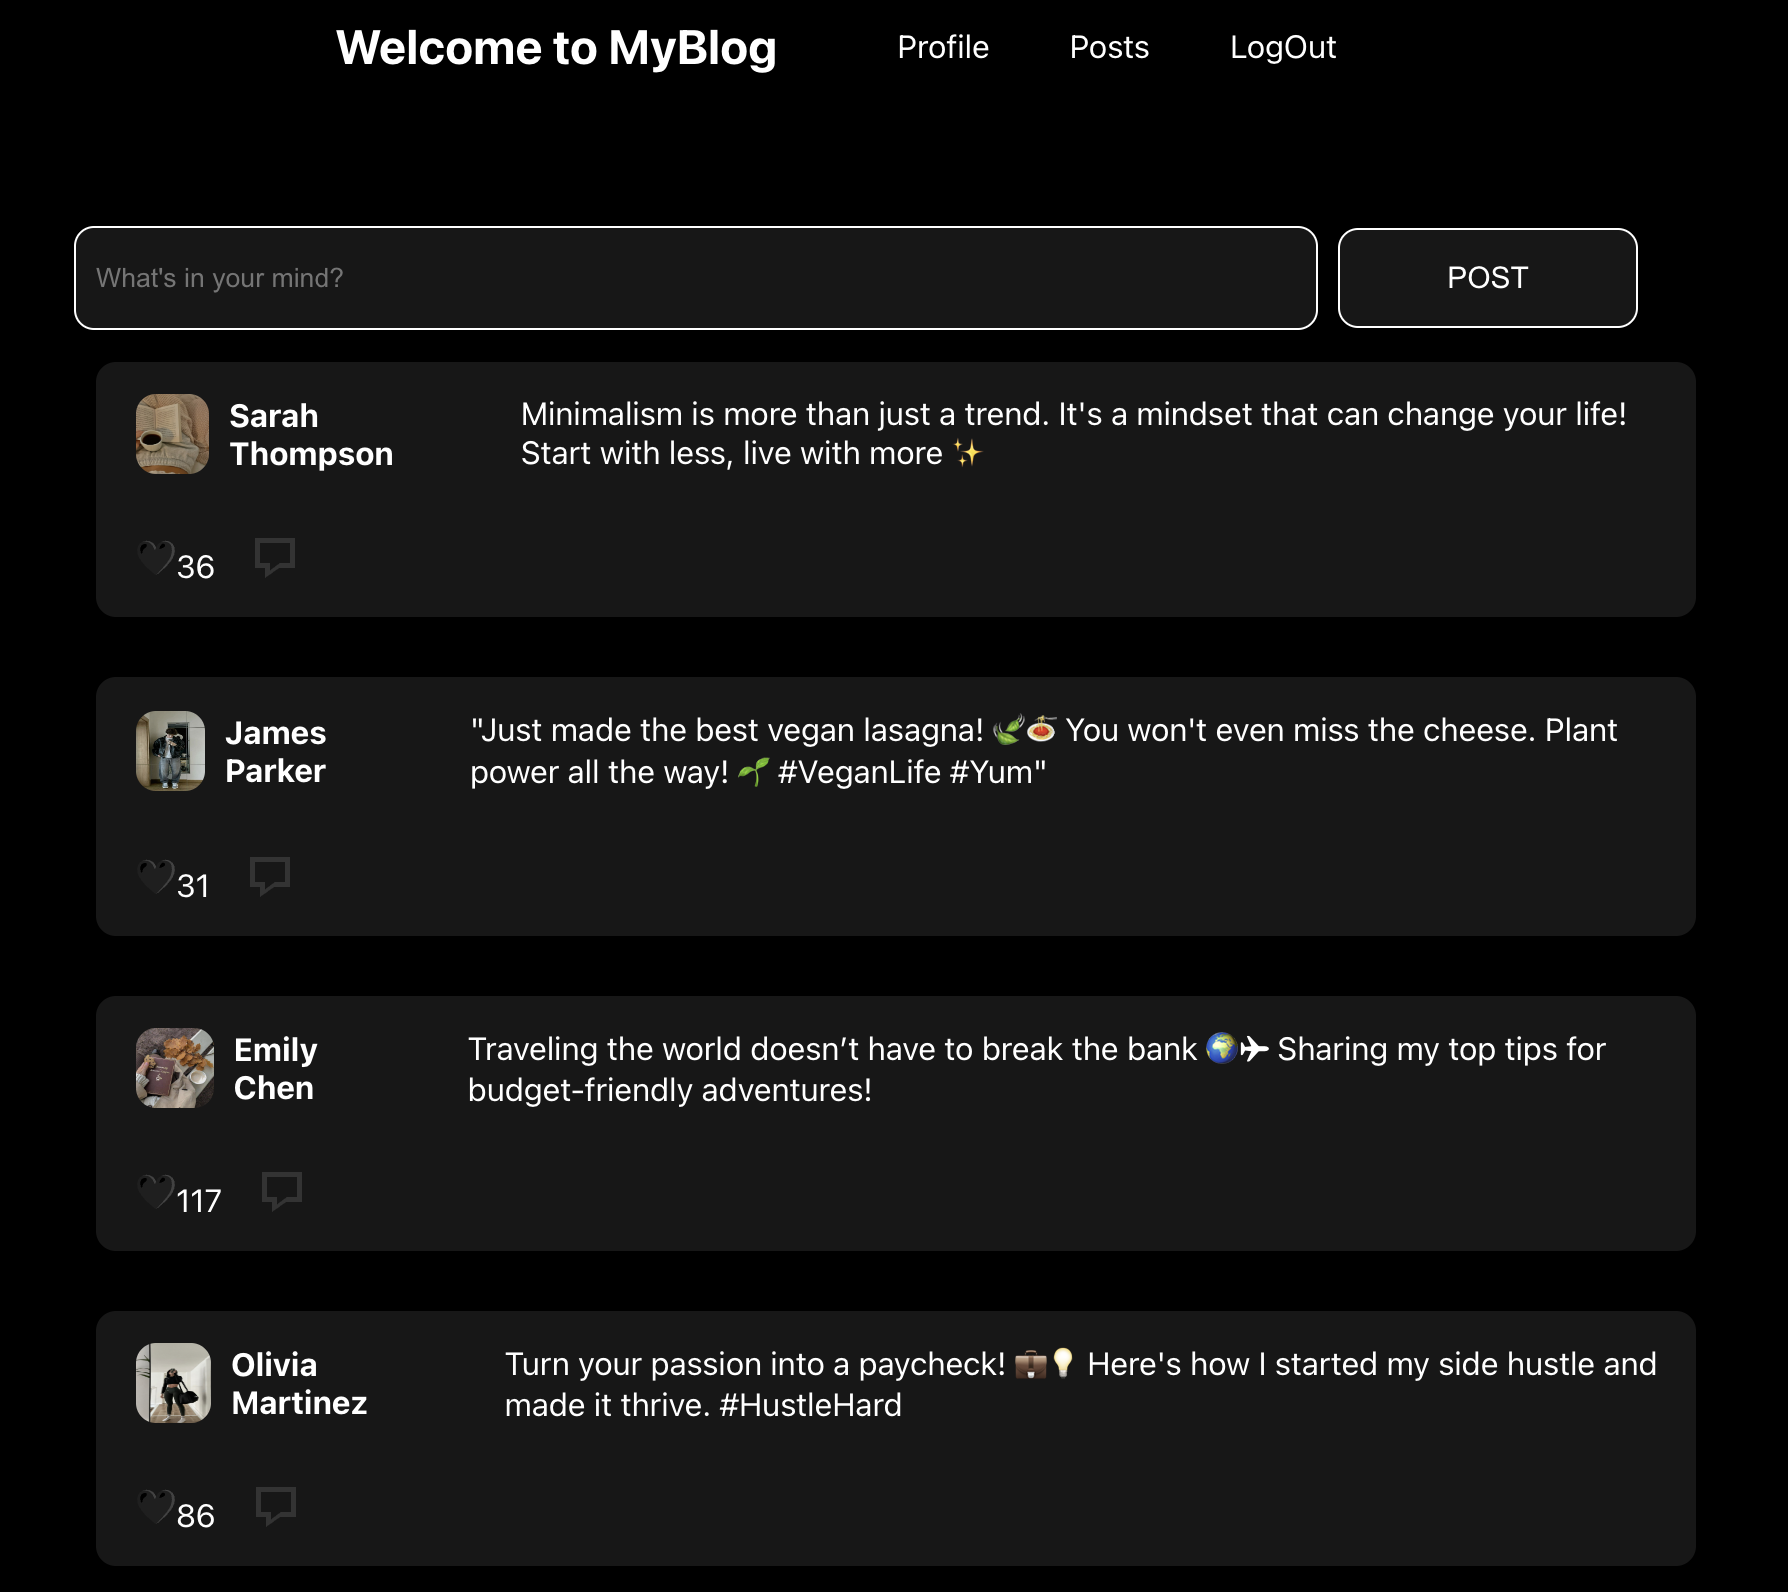 Welcome to MyBlog
Profile
Posts
LogOut
What's in your mind?
POST
Sarah
Thompson
Minimalism is more than just a trend. It's a mindset that can change your life!
Start with less, live with more ✨
36
James
Parker
"Just made the best vegan lasagna! 🌿🍝 You won't even miss the cheese. Plant
power all the way! 🌱 #VeganLife #Yum"
31
Emily
Chen
Traveling the world doesn’t have to break the bank 🌍✈ Sharing my top tips for
budget-friendly adventures!
117
Olivia
Martinez
Turn your passion into a paycheck! 💼💡 Here's how I started my side hustle and
made it thrive. #HustleHard
86